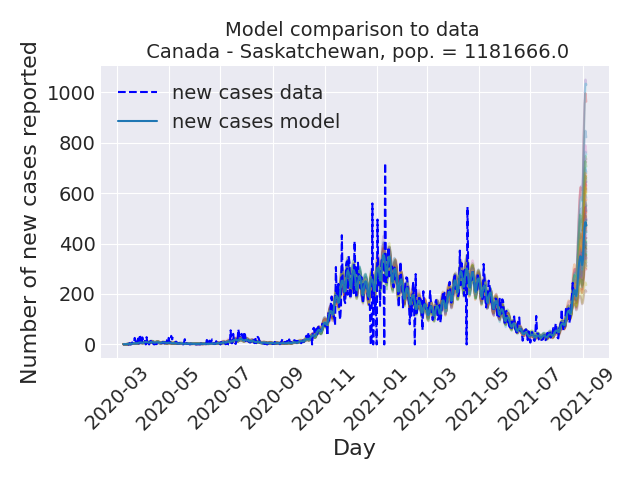 Model comparison to data
Canada - Saskatchewan, pop. = 1181666.0
Number of new cases reported
1000
800
600
400
200
0
new cases data
new cases model
2020-03
2020-05
2020-07
2020-09
2020-11
2021-01
2021-03
2021-05
2021-07
2021-09
Day